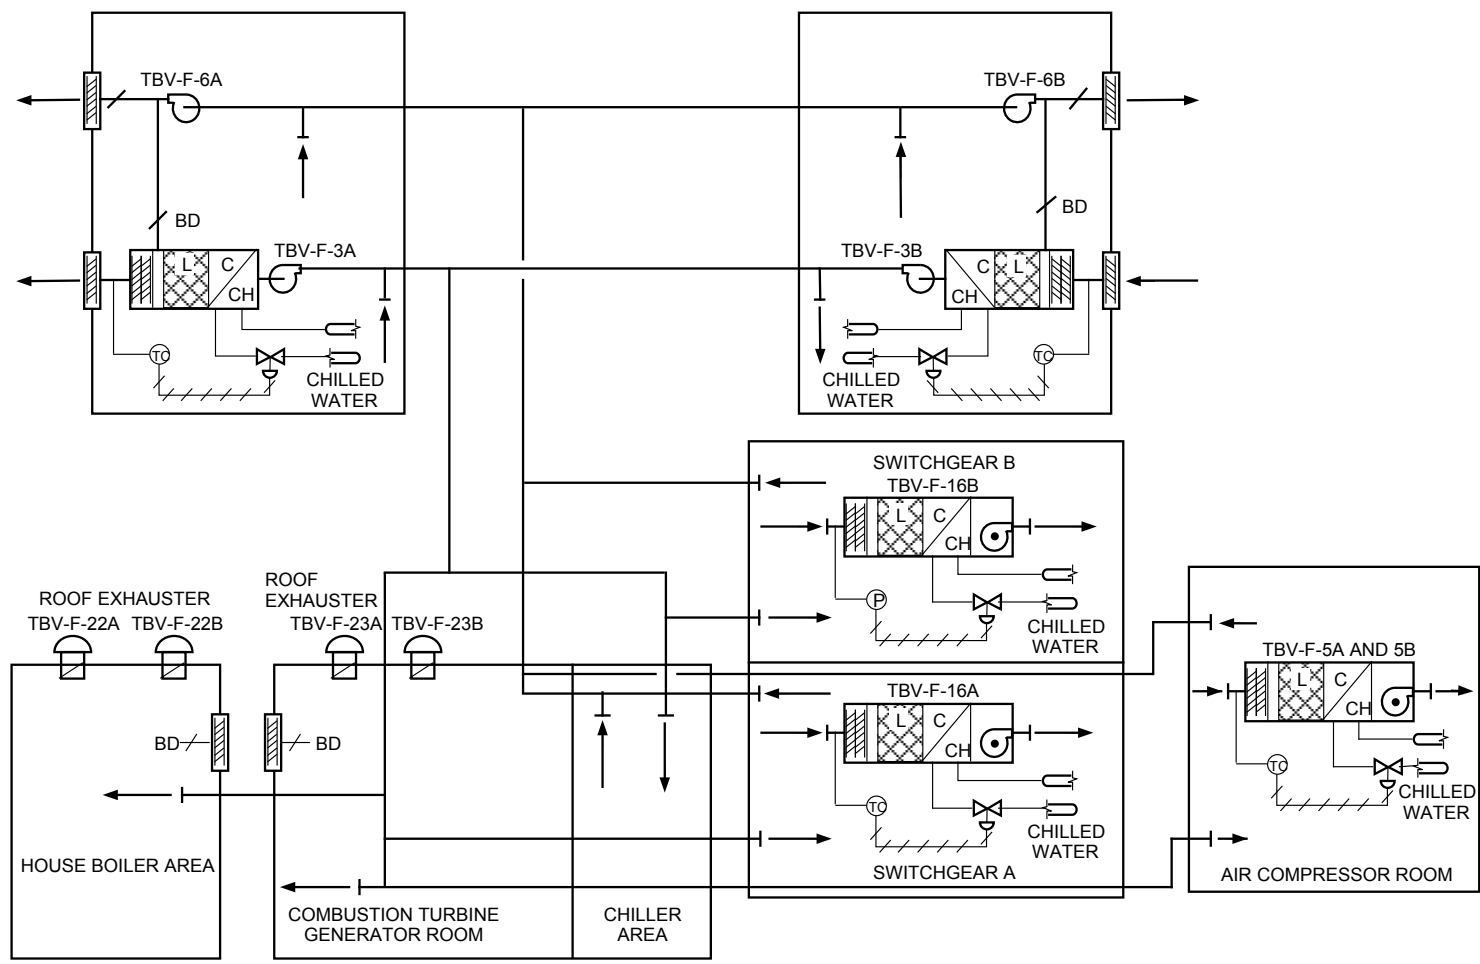 TBV-F-6A
TBV-F-6B
BD
BD
TBV-F-3A
TBV-F-3B
L
C
CH
C
L
CH
TC
TC
CHILLED
WATER
CHILLED
WATER
SWITCHGEAR B
TBV-F-16B
L
C
CH
P
CHILLED
WATER
ROOF EXHAUSTER
TBV-F-22A
TBV-F-22B
ROOF
EXHAUSTER
TBV-F-23A
TBV-F-23B
TBV-F-5A AND 5B
L
C
CH
TC
CHILLED
WATER
TBV-F-16A
L
C
CH
TC
CHILLED
WATER
BD
BD
HOUSE BOILER AREA
SWITCHGEAR A
AIR COMPRESSOR ROOM
COMBUSTION TURBINE
GENERATOR ROOM
CHILLER
AREA